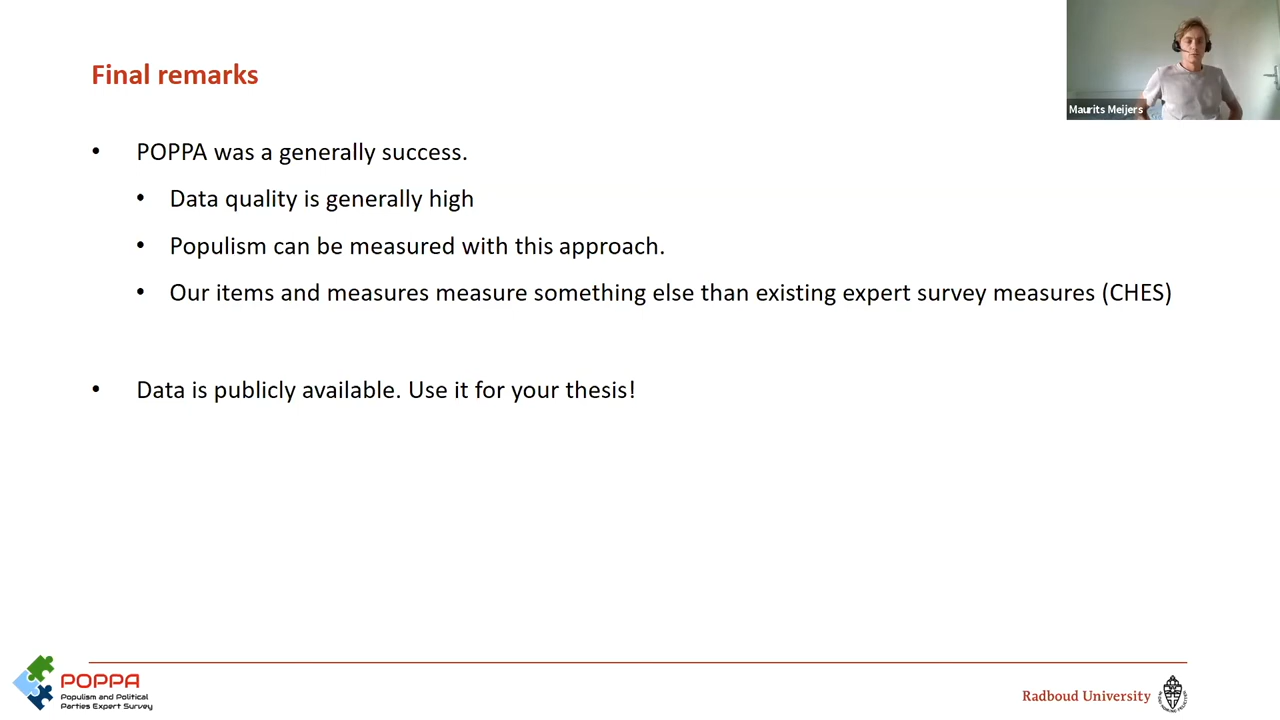 Final remarks
Maurits Meijers
• POPPA was a generally success.
• Data quality is generally high
• Populism can be measured with this approach.
• Our items and measures measure something else than existing expert survey measures (CHES)
• Data is publicly available. Use it for your thesis!
POPPA
Populism and Political
Parties Expert Survey
Radboud University